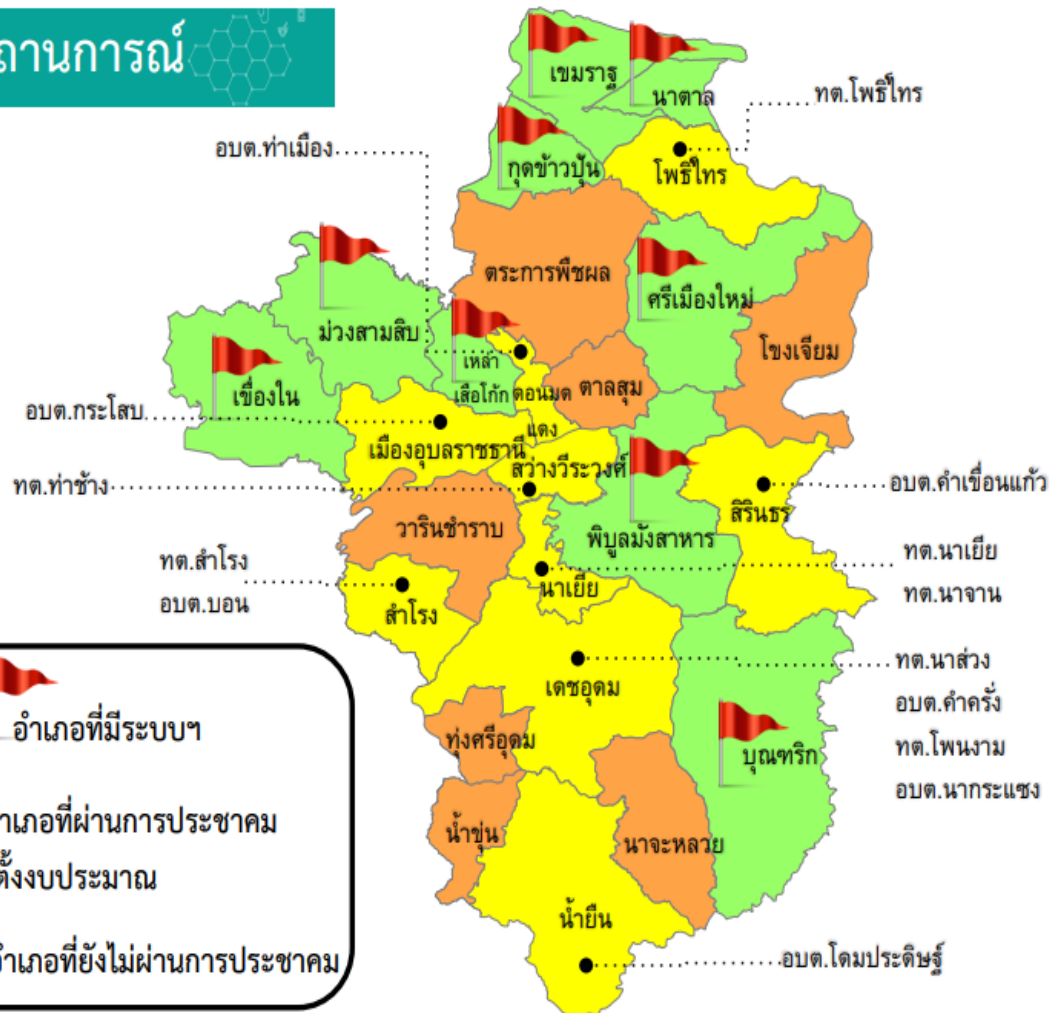 ถานการณ์
เขมราฐ
นาตาล
ทต.โพธิ์ไทร
อบต.ท่าเมือง
กุดข้าวปุ้น
โพธิ์ไทร
ตระการพืชผล
ศรีเมืองใหม่
ม่วงสามสิบ
โขงเจียม
เหล่า
เสือโก้ก
ดอนมด
แดง
ตาลสุม
เขื่องใน
อบต.กระโสบ
เมืองอุบลราชธานี
สว่างวีระวงศ์
ทต.ท่าช้าง
อบต.คำเขื่อนแก้ว
สิรินธร
วารินชำราบ
พิบูลมังสาหาร
ทต.นาเยีย
ทต.นาจาน
ทต.สำโรง
อบต.บอน
นาเยีย
สำโรง
ทต.นาส่วง
อบต.คำครั่ง
ทต.โพนงาม
อบต.นากระแซง
เดชอุดม
อำเภอที่มีระบบฯ
ทุ่งศรีอุดม
บุณฑริก
ำเภอที่ผ่านการประชาคม
ตั้งงบประมาณ
น้ำขุ่น
นาจะหลวย
น้ำยืน
อำเภอที่ยังไม่ผ่านการประชาคม
อบต.โดมประดิษฐ์